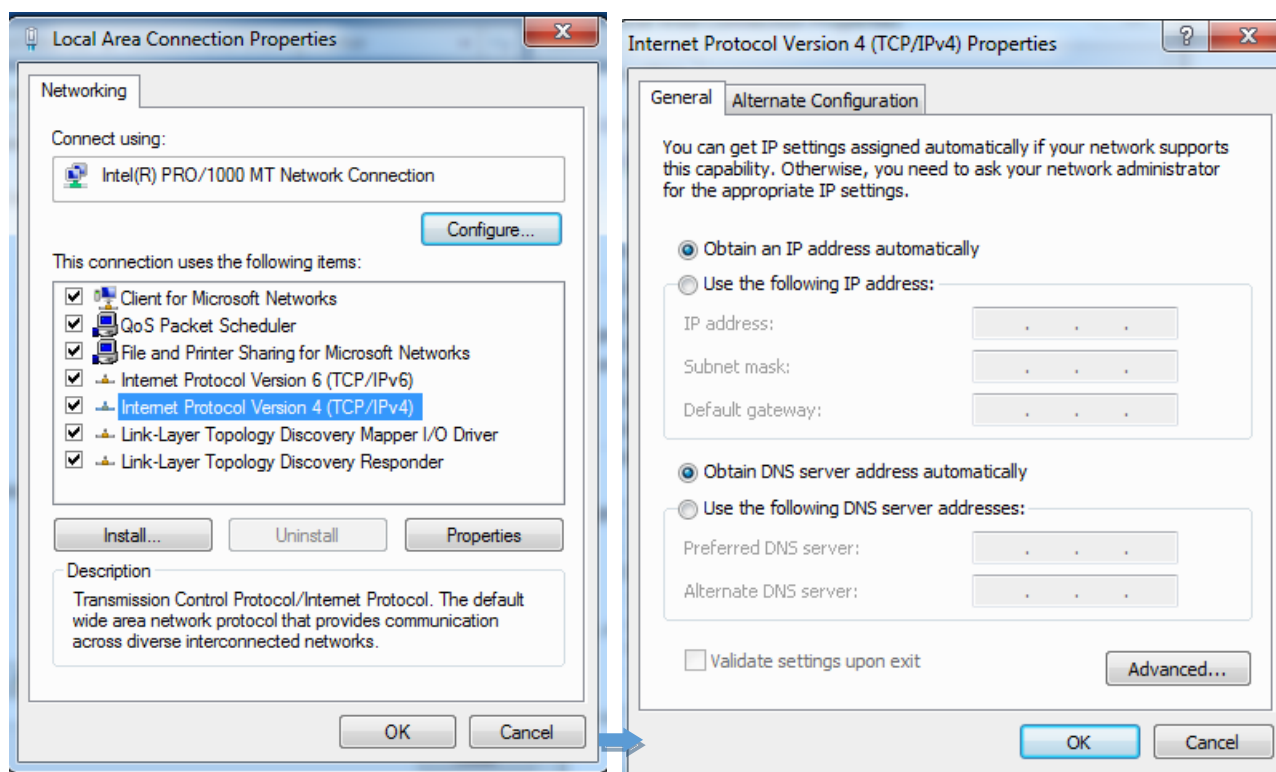 Local Area Connection Properties
Networking
Connect using:
Intel(R) PRO/1000 MT Network Connection
Configure...
This connection uses the following items:
Client for Microsoft Networks
QoS Packet Scheduler
File and Printer Sharing for Microsoft Networks
Internet Protocol Version 6 (TCP/IPv6)
Internet Protocol Version 4 (TCP/IPv4)
Link-Layer Topology Discovery Mapper I/O Driver
Link-Layer Topology Discovery Responder
Install...
Uninstall
Properties
Description
Transmission Control Protocol/Internet Protocol. The default
wide area network protocol that provides communication
across diverse interconnected networks.
OK
Cancel
Internet Protocol Version 4 (TCP/IPv4) Properties
General
Alternate Configuration
You can get IP settings assigned automatically if your network supports
this capability. Otherwise, you need to ask your network administrator
for the appropriate IP settings.
Obtain an IP address automatically
Use the following IP address:
IP address:
Subnet mask:
Default gateway:
Obtain DNS server address automatically
Use the following DNS server addresses:
Preferred DNS server:
Alternate DNS server:
Validate settings upon exit
Advanced...
OK
Cancel